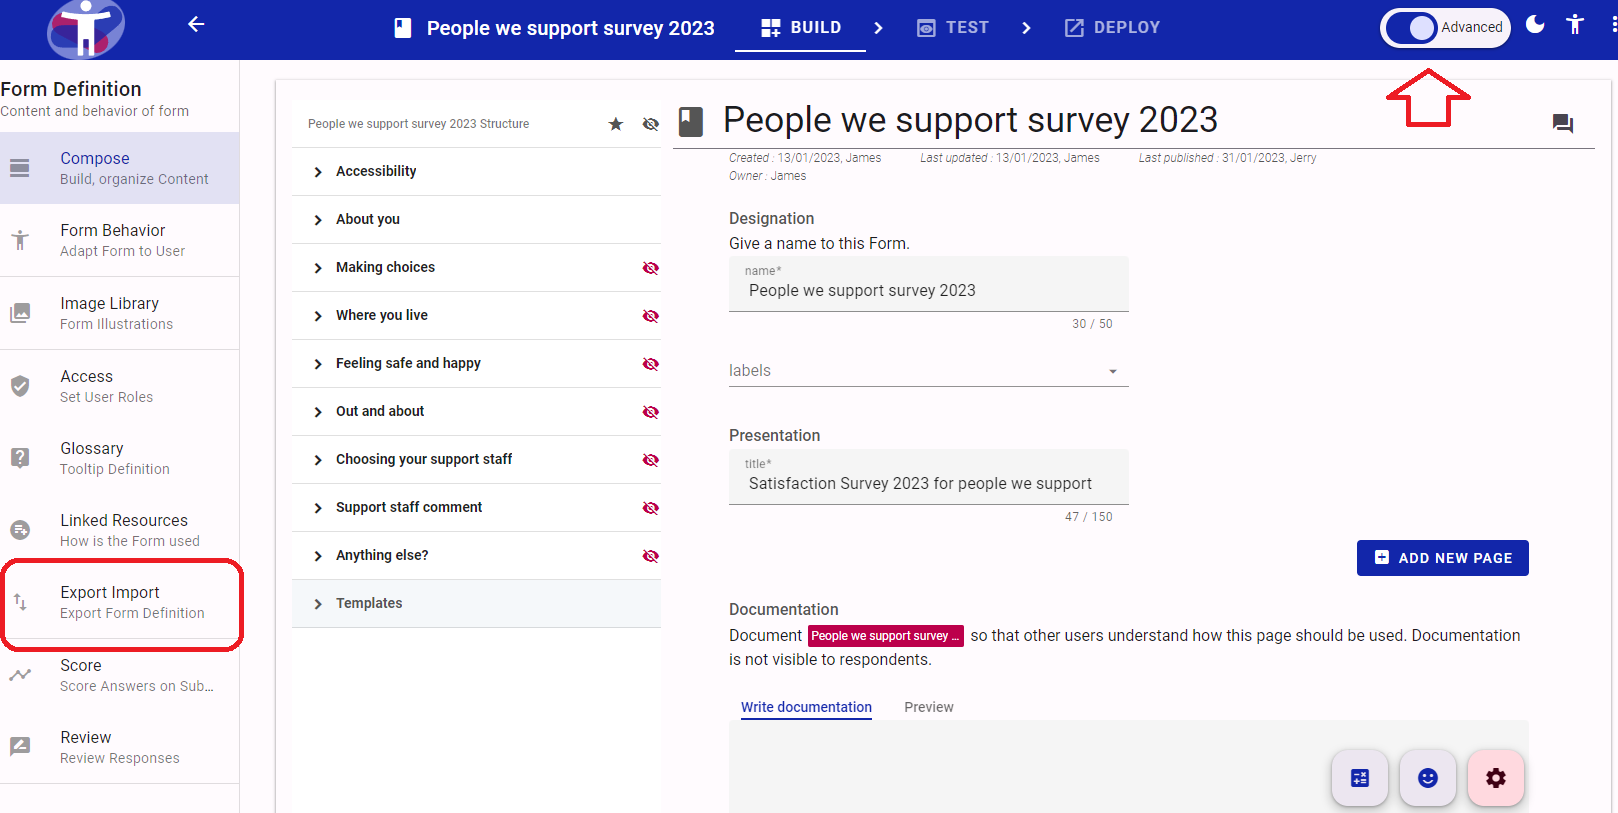 People we support survey 2023
BUILD
TEST
DEPLOY
Advanced
Form Definition
Content and behavior of form
Compose
Build, organize Content
Form Behavior
Adapt Form to User
Image Library
Form Illustrations
Access
Set User Roles
Glossary
Tooltip Definition
Linked Resources
How is the Form used
Export Import
Export Form Definition
Score
Score Answers on Sub...
Review
Review Responses
People we support survey 2023 Structure
Accessibility
About you
Making choices
Where you live
Feeling safe and happy
Out and about
Choosing your support staff
Support staff comment
Anything else?
Templates
People we support survey 2023
Created : 13/01/2023, James
Last updated : 13/01/2023, James
Last published : 31/01/2023, Jerry
Owner : James
Designation
Give a name to this Form.
name*
People we support survey 2023
30 / 50
labels
Presentation
title*
Satisfaction Survey 2023 for people we support
47 / 150
ADD NEW PAGE
Documentation
Document People we support survey ... so that other users understand how this page should be used. Documentation
is not visible to respondents.
Write documentation
Preview